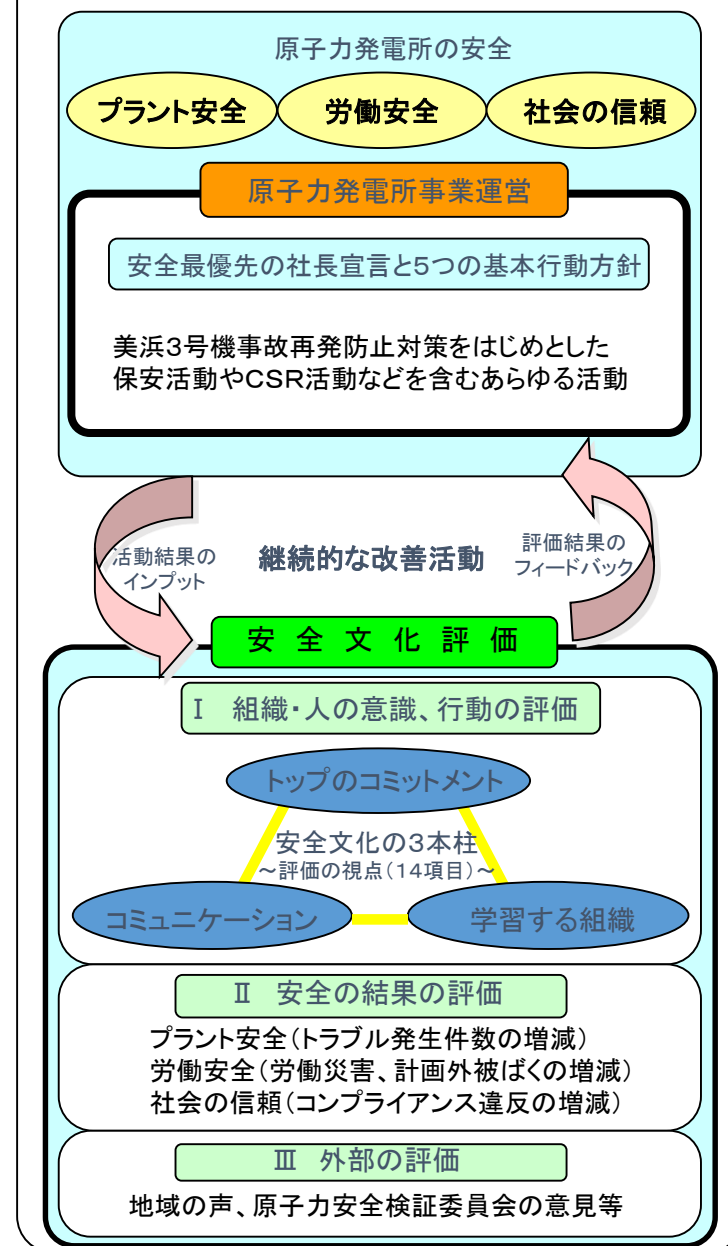 原子力発電所の安全
プラント安全
労働安全
社会の信頼
原子力発電所事業運営
安全最優先の社長宣言と5つの基本行動方針
美浜3号機事故再発防止対策をはじめとした
保安活動やCSR活動などを含むあらゆる活動
活動結果の
インプット
継続的な改善活動
評価結果の
フィードバック
安全文化評価
Ⅰ 組織・人の意識、行動の評価
トップのコミットメント
安全文化の3本柱
~評価の視点(14項目)~
コミュニケーション
学習する組織
Ⅱ 安全の結果の評価
プラント安全(トラブル発生件数の増減)
労働安全(労働災害、計画外被ばくの増減)
社会の信頼(コンプライアンス違反の増減)
Ⅲ 外部の評価
地域の声、原子力安全検証委員会の意見等